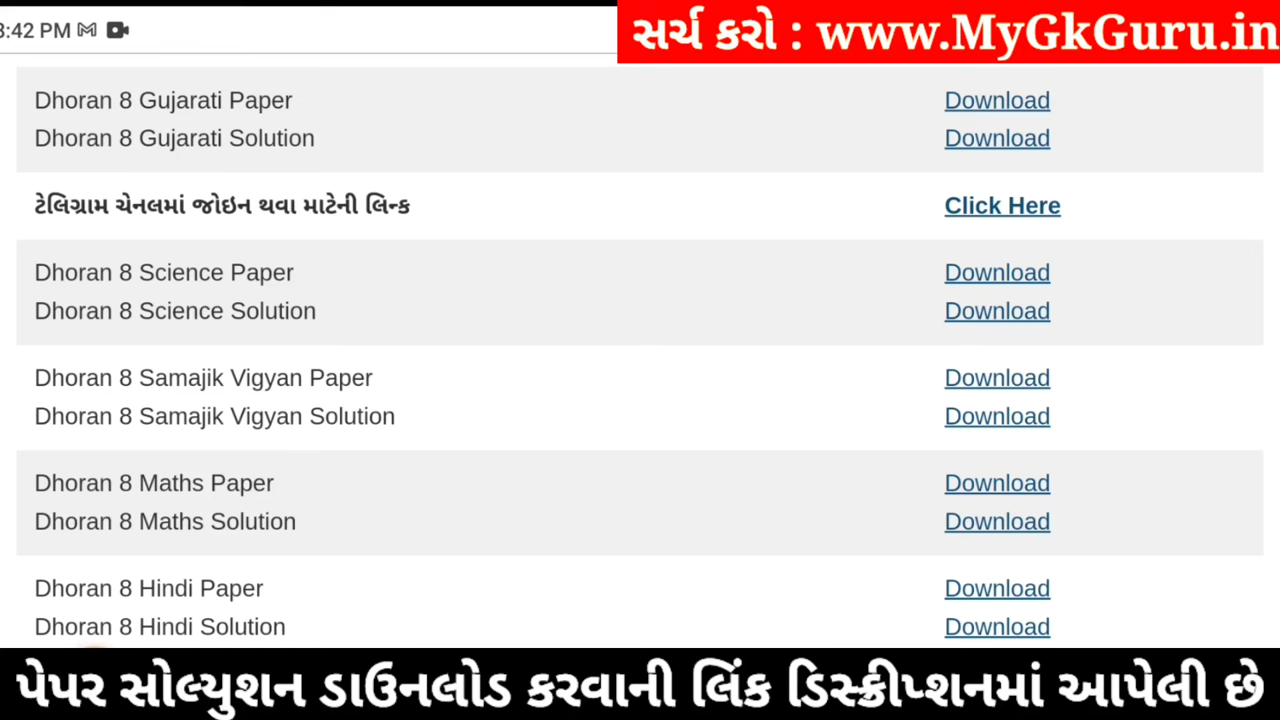 3:42 PM
સર્ચ કરો : www.MyGkGuru.in
Dhoran 8 Gujarati Paper Download
Dhoran 8 Gujarati Solution Download
ટેલિગ્રામ ચેનલમાં જોઇન થવા માટેની લિન્ક Click Here
Dhoran 8 Science Paper Download
Dhoran 8 Science Solution Download
Dhoran 8 Samajik Vigyan Paper Download
Dhoran 8 Samajik Vigyan Solution Download
Dhoran 8 Maths Paper Download
Dhoran 8 Maths Solution Download
Dhoran 8 Hindi Paper Download
Dhoran 8 Hindi Solution Download
પેપર સોલ્યુશન ડાઉનલોડ કરવાની લિંક ડિસ્ક્રીપ્શનમાં આપેલી છે